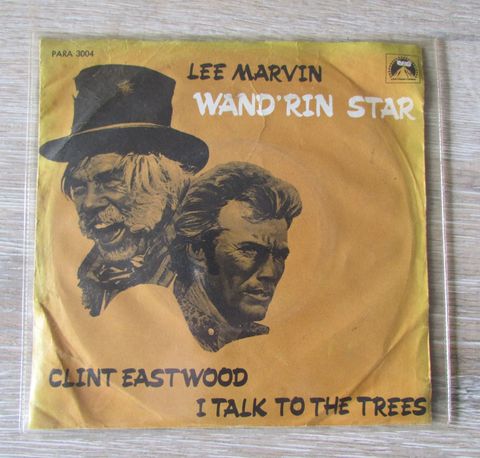 PARA 3004
LEE MARVIN
WAND'RIN STAR
CLINT EASTWOOD
I TALK TO THE TREES